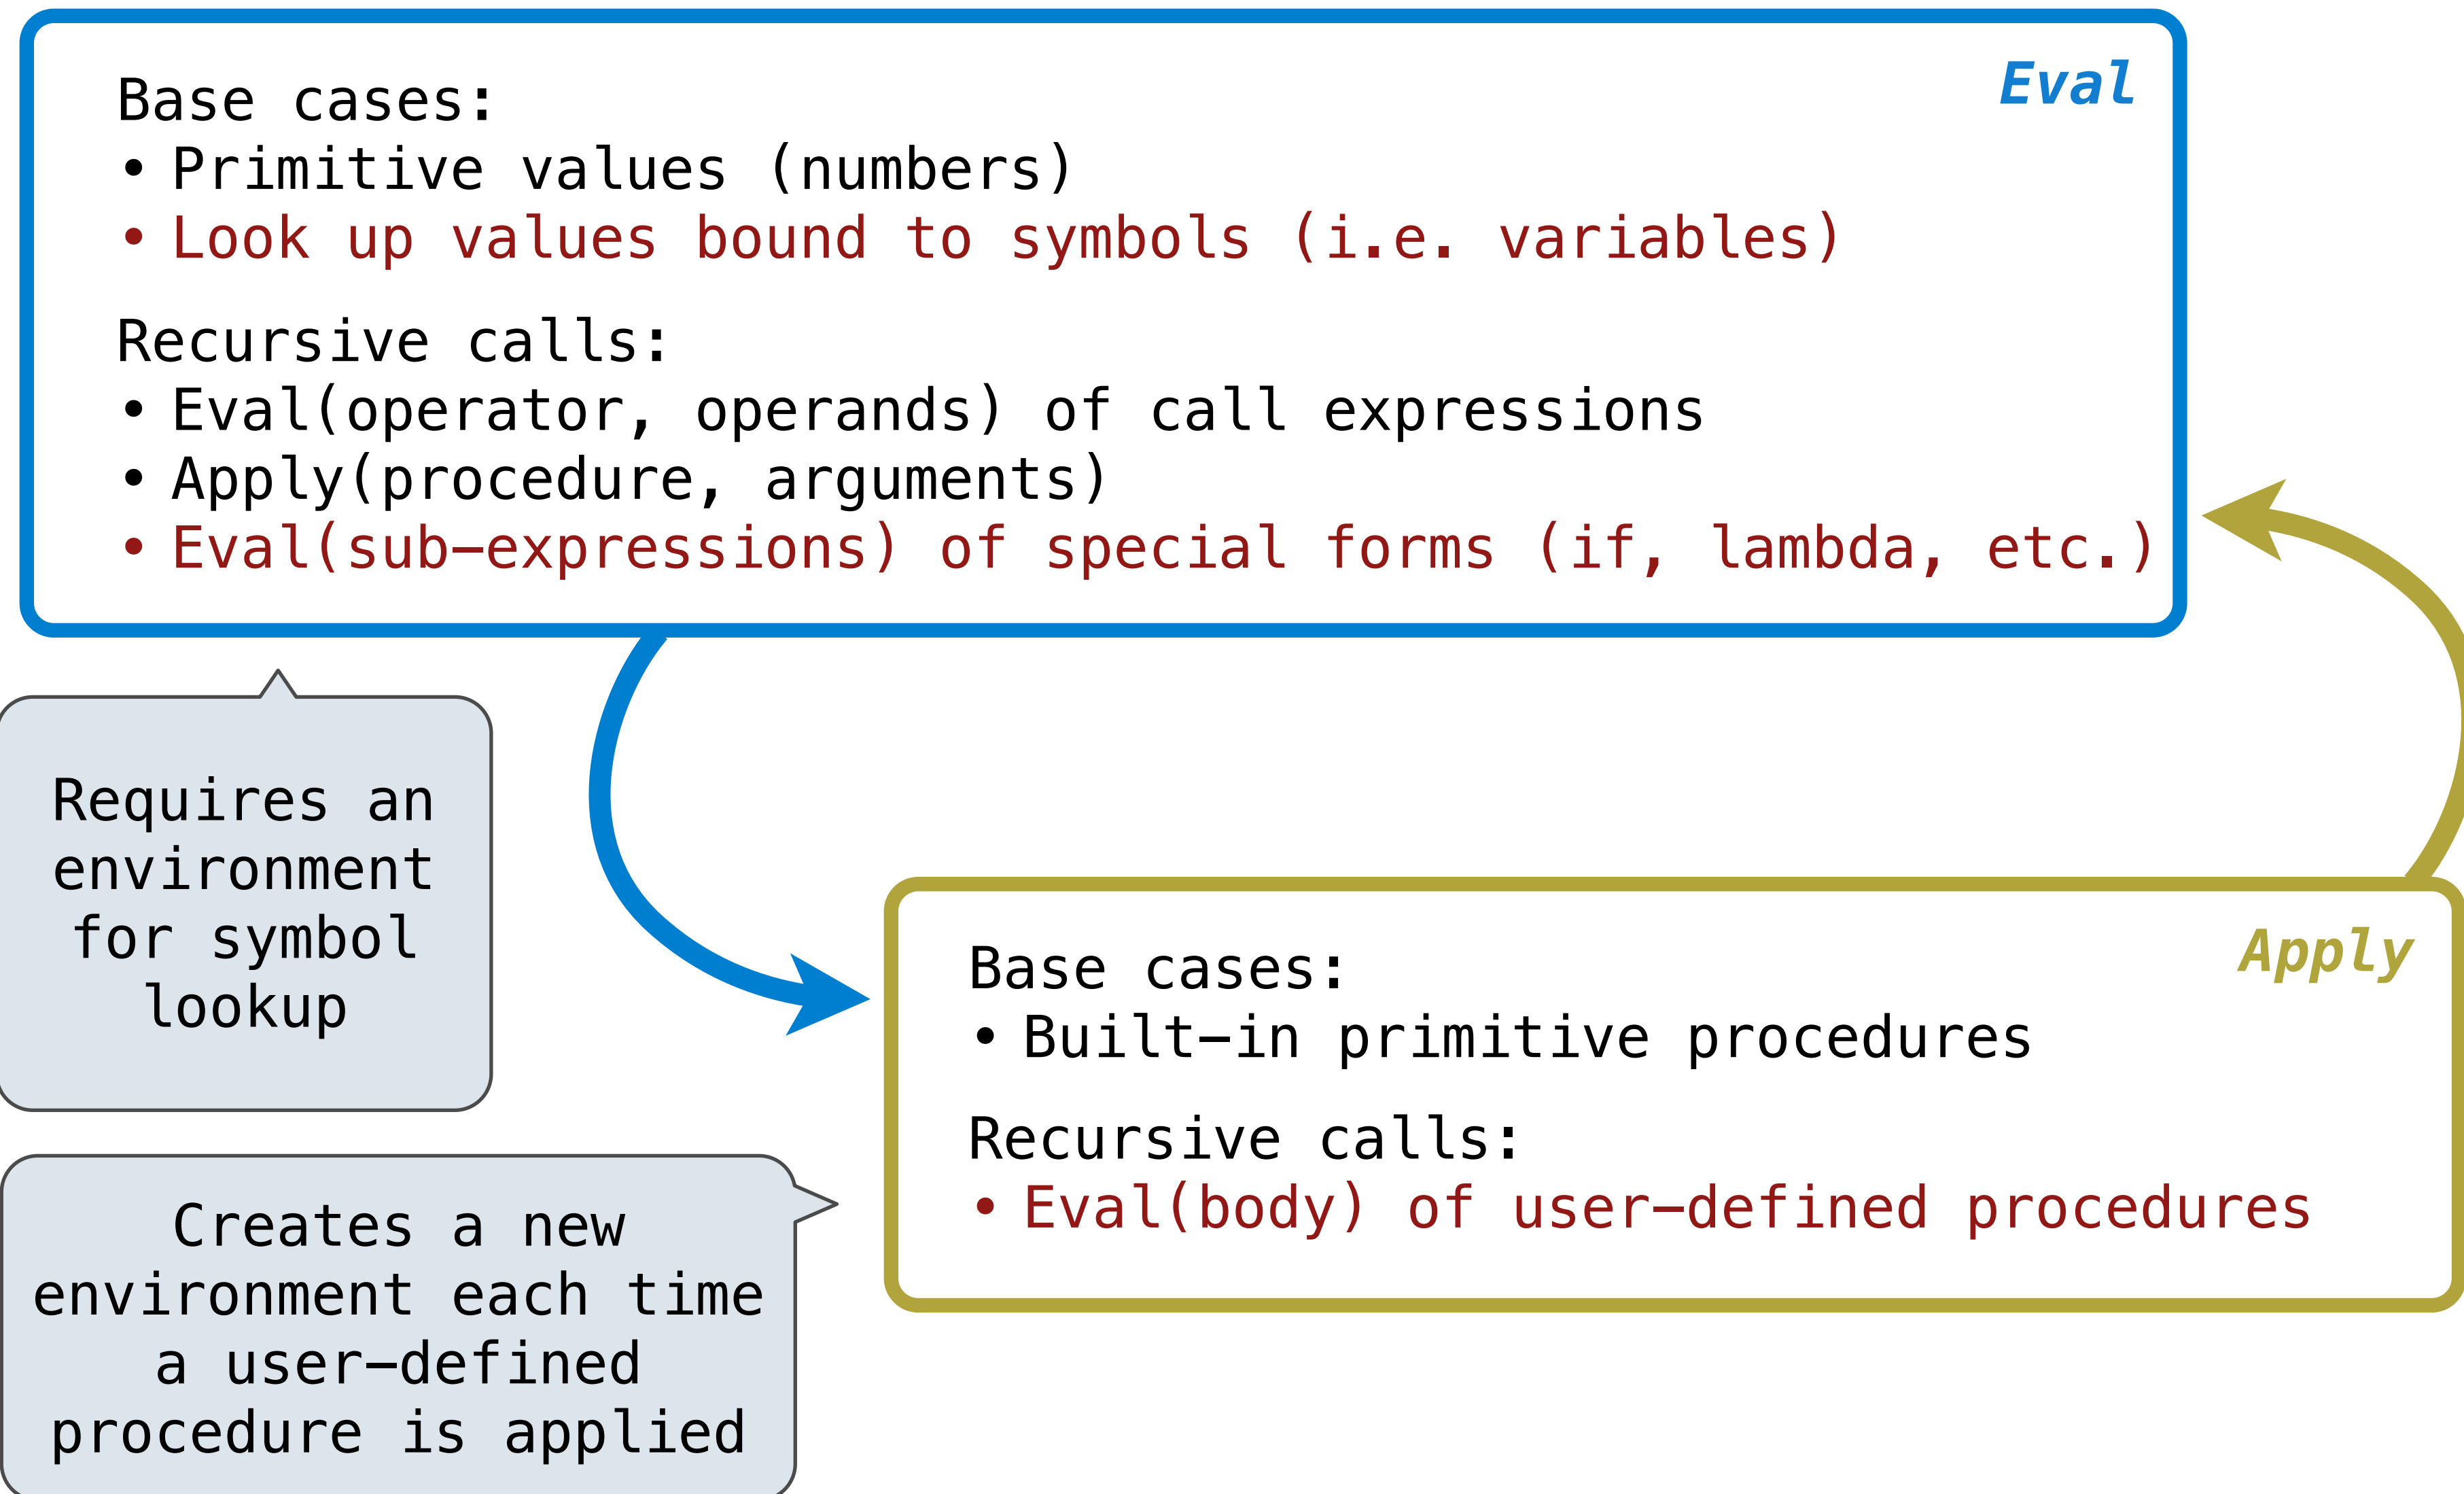 Eval
Base cases:
• Primitive values (numbers)
• Look up values bound to symbols (i.e. variables)
Recursive calls:
• Eval(operator, operands) of call expressions
• Apply(procedure, arguments)
• Eval(sub-expressions) of special forms (if, lambda, etc.)
Requires an
environment
for symbol
lookup
Apply
Base cases:
• Built-in primitive procedures
Recursive calls:
• Eval(body) of user-defined procedures
Creates a new
environment each time
a user-defined
procedure is applied